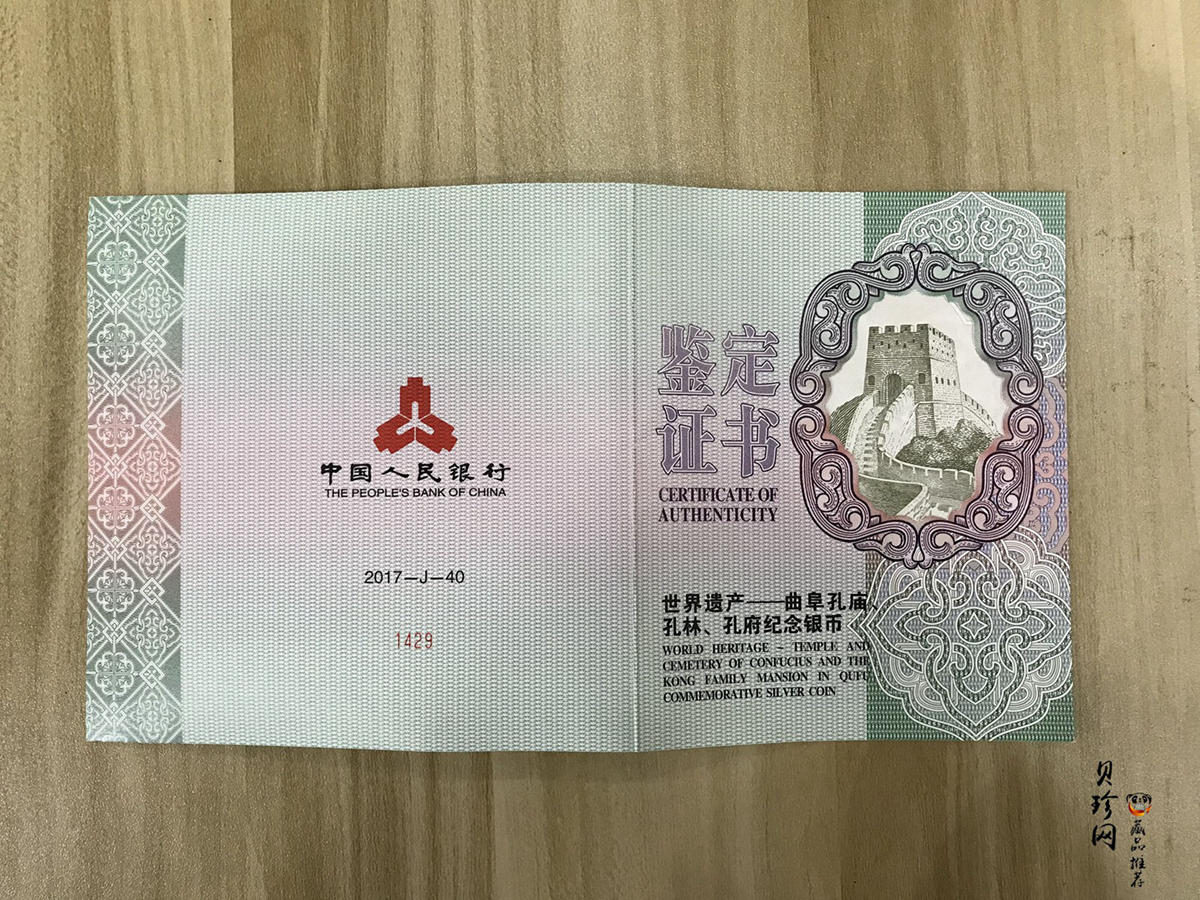 中国人民银行
THE PEOPLE'S BANK OF CHINA
2017-J-40
1429
鉴定
证书
CERTIFICATE OF
AUTHENTICITY
世界遗产——曲阜孔庙、
孔林、孔府纪念银币
WORLD HERITAGE – TEMPLE AND
CEMETERY OF CONFUCIUS AND THE
KONG FAMILY MANSION IN QUFU
COMMEMORATIVE SILVER COIN
贝珍网
藏品推荐